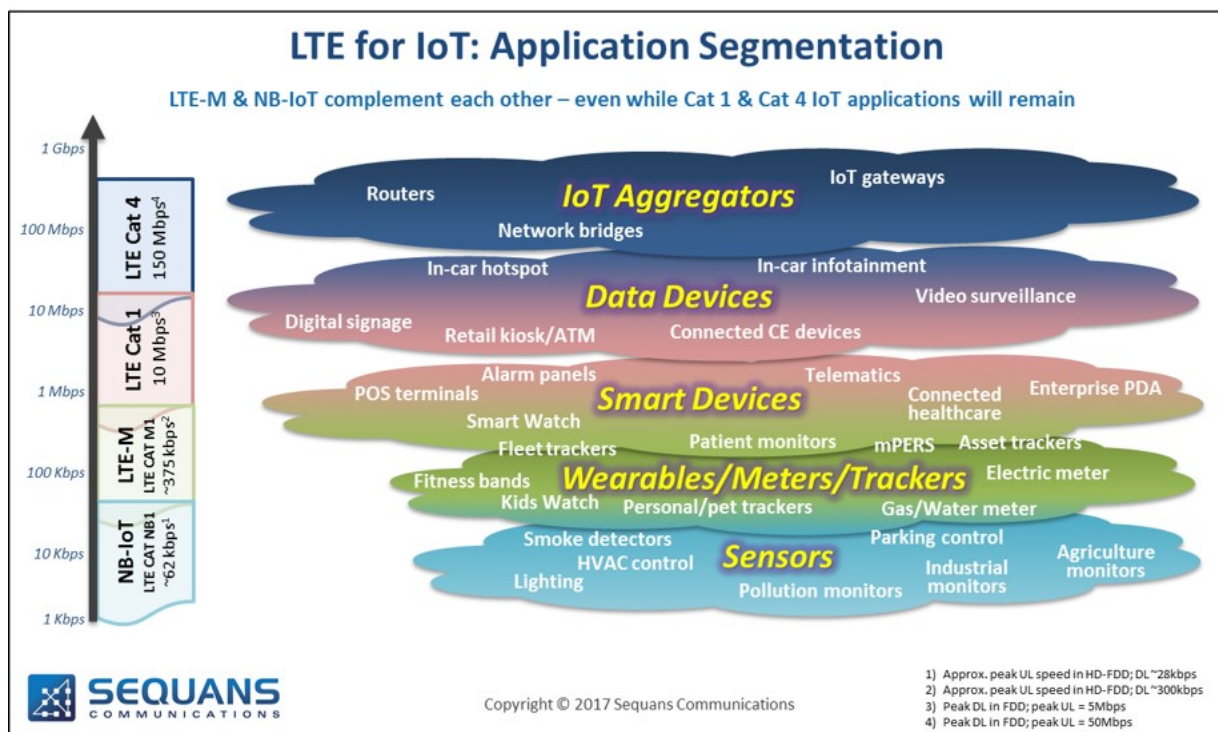 LTE for IoT: Application Segmentation
LTE-M & NB-IoT complement each other – even while Cat 1 & Cat 4 IoT applications will remain
1 Gbps
100 Mbps
10 Mbps
1 Mbps
100 Kbps
10 Kbps
1 Kbps
LTE Cat 4
150 Mbps⁴
LTE Cat 1
10 Mbps³
LTE-M
LTE CAT M1
~375 kbps²
NB-IoT
LTE CAT NB1
~62 kbps¹
IoT gateways
Routers
IoT Aggregators
Network bridges
In-car hotspot
In-car infotainment
Data Devices
Video surveillance
Digital signage
Retail kiosk/ATM
Connected CE devices
Alarm panels
Telematics
POS terminals
Smart Devices
Connected
healthcare
Enterprise PDA
Smart Watch
Fleet trackers
Patient monitors
mPERS
Asset trackers
Fitness bands
Wearables/Meters/Trackers
Electric meter
Kids Watch
Personal/pet trackers
Gas/Water meter
Smoke detectors
Parking control
HVAC control
Sensors
Agriculture
monitors
Lighting
Pollution monitors
Industrial
monitors
SEQUANS
COMMUNICATIONS
Copyright © 2017 Sequans Communications
1) Approx. peak UL speed in HD-FDD; DL~28kbps
2) Approx. peak UL speed in HD-FDD; DL~300kbps
3) Peak DL in FDD; peak UL = 5Mbps
4) Peak DL in FDD; peak UL = 50Mbps